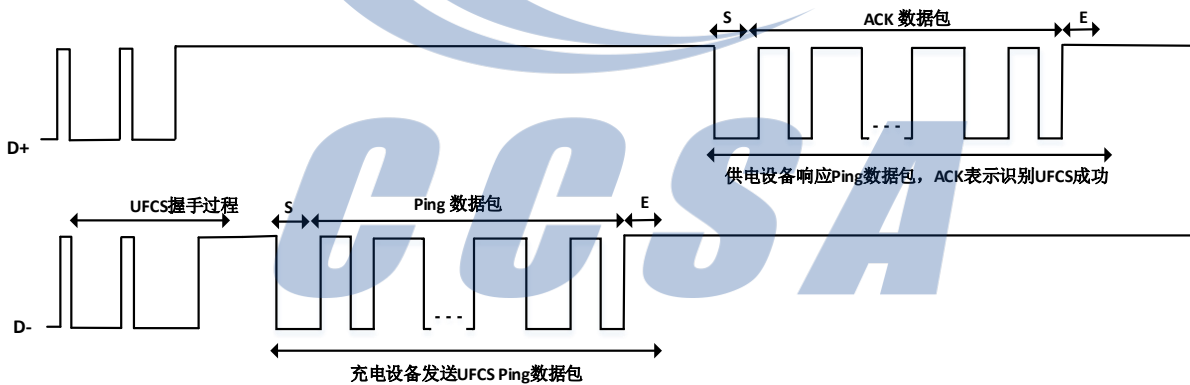 S ACK 数据包 E
D+
供电设备响应Ping数据包，ACK表示识别UFCS成功
UFCS握手过程 S Ping 数据包 E
D-
充电设备发送UFCS Ping数据包
CCSA